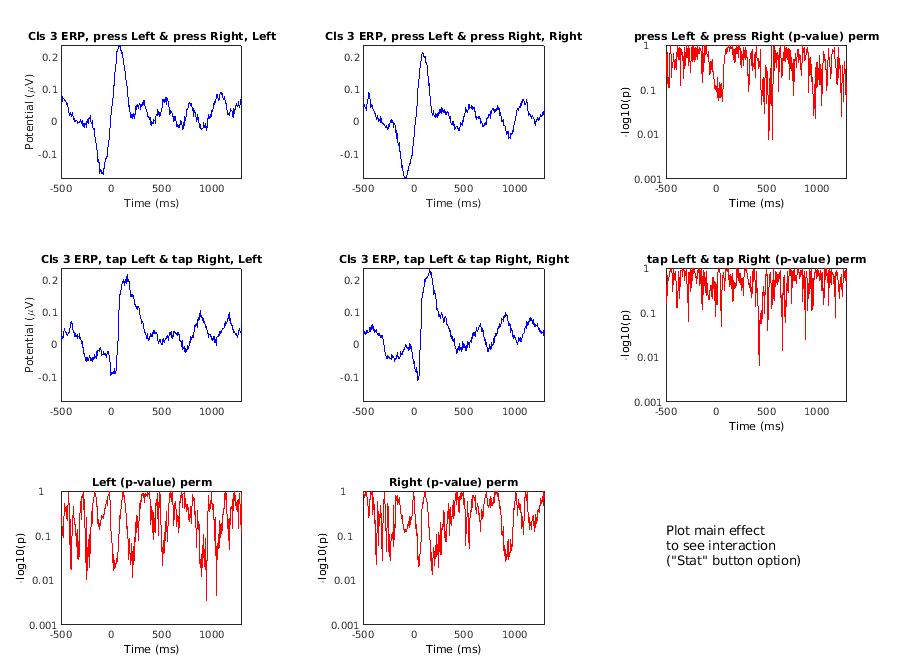 Cls 3 ERP, press Left & press Right, Left
Cls 3 ERP, press Left & press Right, Right
press Left & press Right (p-value) perm
0.2
0.1
0
-0.1
Potential (μV)
-500
0
500
1000
Time (ms)
0.2
0.1
0
-0.1
-500
0
500
1000
Time (ms)
1
0.1
0.01
0.001
-log10(p)
-500
0
500
1000
Time (ms)
Cls 3 ERP, tap Left & tap Right, Left
Cls 3 ERP, tap Left & tap Right, Right
tap Left & tap Right (p-value) perm
0.2
0.1
0
-0.1
Potential (μV)
-500
0
500
1000
Time (ms)
0.2
0.1
0
-0.1
-500
0
500
1000
Time (ms)
1
0.1
0.01
0.001
-log10(p)
-500
0
500
1000
Time (ms)
Left (p-value) perm
Right (p-value) perm
1
0.1
0.01
0.001
-log10(p)
-500
0
500
1000
Time (ms)
1
0.1
0.01
0.001
-log10(p)
-500
0
500
1000
Time (ms)
Plot main effect
to see interaction
("Stat" button option)